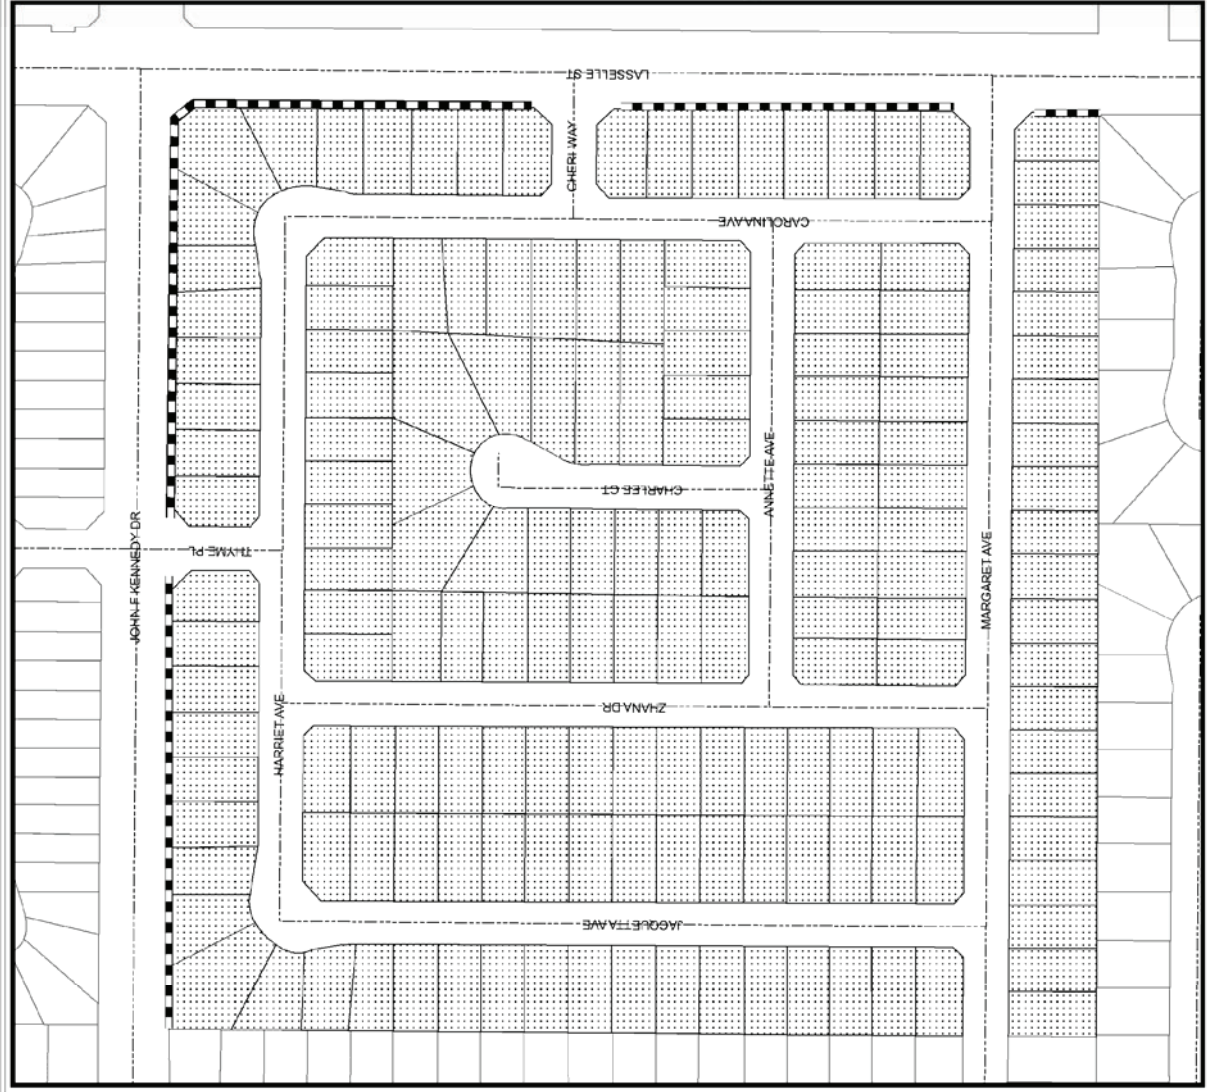 LASSELLE ST
CHERI WAY
CAROLINA AVE
JOHN F KENNEDY DR
THYME PL
CHARLEE CT
ANNETTE AVE
MARGARET AVE
HARRIET AVE
ZHANA DR
JACQUETTA AVE